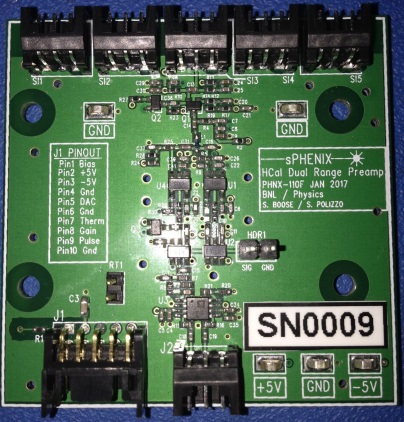 SI1
SI2
SI3
SI4
SI5
Q2
GND
GND
J1 PINOUT
Pin1 Bias
Pin2 +5V
Pin3 -5V
Pin4 Gnd
Pin5 DAC
Pin6 Gnd
Pin7 Therm
Pin8 Gain
Pin9 Pulse
Pin10 Gnd
sPHENIX
HCal Dual Range Preamp
PHNX-110F JAN 2017
BNL / Physics
S. BOOSE / S. POLIZZO
U4
U1
U2
HDR1
SIG GND
RT1
C3
J1
R1
U3
J2
SN0009
+5V
GND
-5V